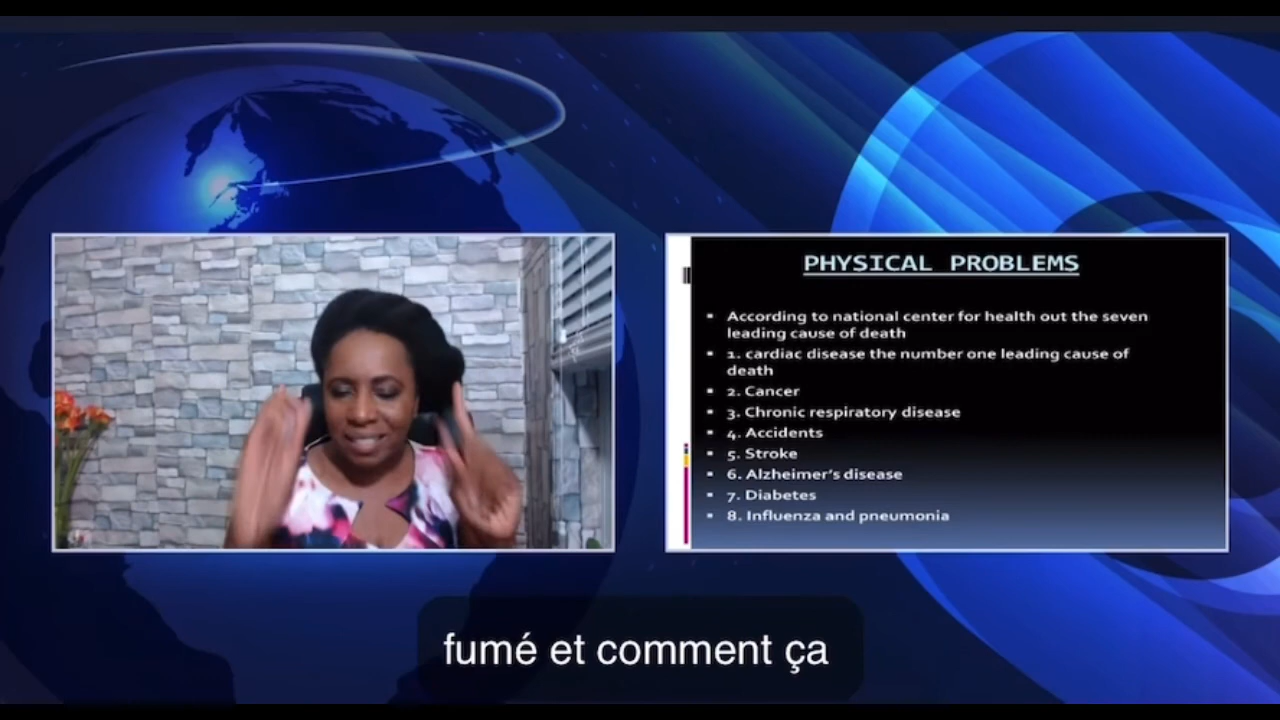 PHYSICAL PROBLEMS
According to national center for health out the seven
leading cause of death
1. cardiac disease the number one leading cause of
death
2. Cancer
3. Chronic respiratory disease
4. Accidents
5. Stroke
6. Alzheimer's disease
7. Diabetes
8. Influenza and pneumonia
fumé et comment ça